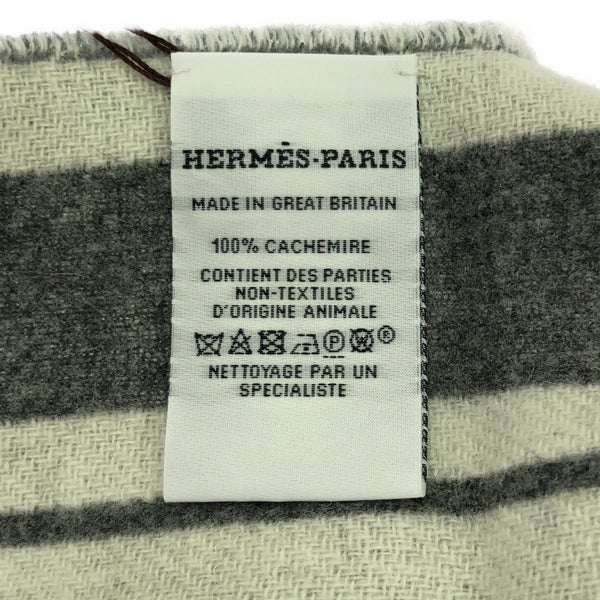 HERMÈS-PARIS
MADE IN GREAT BRITAIN
100% CACHEMIRE
CONTIENT DES PARTIES
NON-TEXTILES
D'ORIGINE ANIMALE
P W ®
NETTOYAGE PAR UN
SPECIALISTE